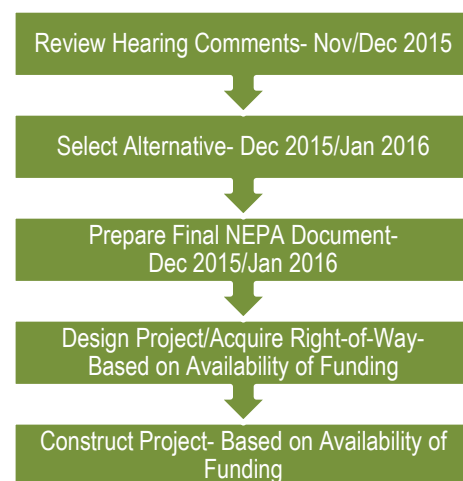 Review Hearing Comments- Nov/Dec 2015
Select Alternative- Dec 2015/Jan 2016
Prepare Final NEPA Document-
Dec 2015/Jan 2016
Design Project/Acquire Right-of-Way-
Based on Availability of Funding
Construct Project- Based on Availability of
Funding